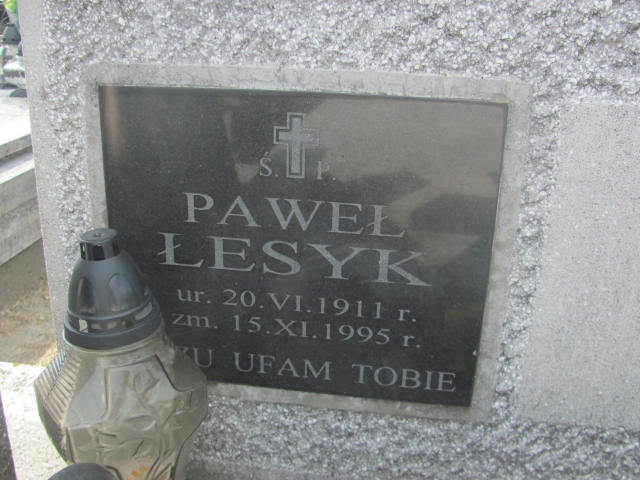 Ś. P.
PAWEŁ
ŁESYK
ur. 20.VI.1911 r.
zm. 15.XI.1995 r.
UFAM TOBIE